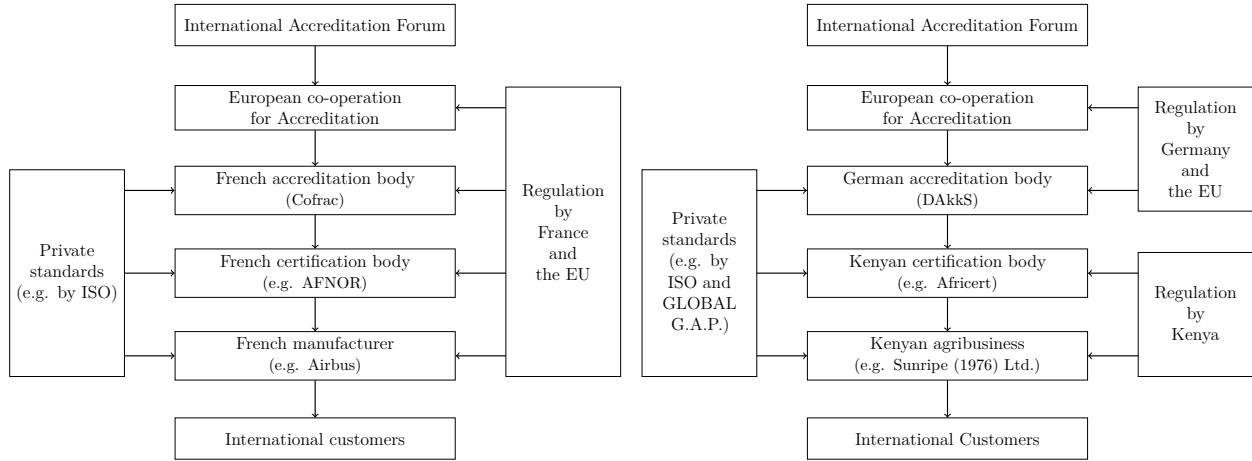 International Accreditation Forum
European co-operation
for Accreditation
French accreditation body
(Cofrac)
French certification body
(e.g. AFNOR)
French manufacturer
(e.g. Airbus)
International customers
Private
standards
(e.g. by ISO)
Regulation
by
France
and
the EU
International Accreditation Forum
European co-operation
for Accreditation
German accreditation body
(DAkkS)
Kenyan certification body
(e.g. Africert)
Kenyan agribusiness
(e.g. Sunripe (1976) Ltd.)
International Customers
Private
standards
(e.g. by
ISO and
GLOBAL
G.A.P.)
Regulation
by
Germany
and
the EU
Regulation
by
Kenya